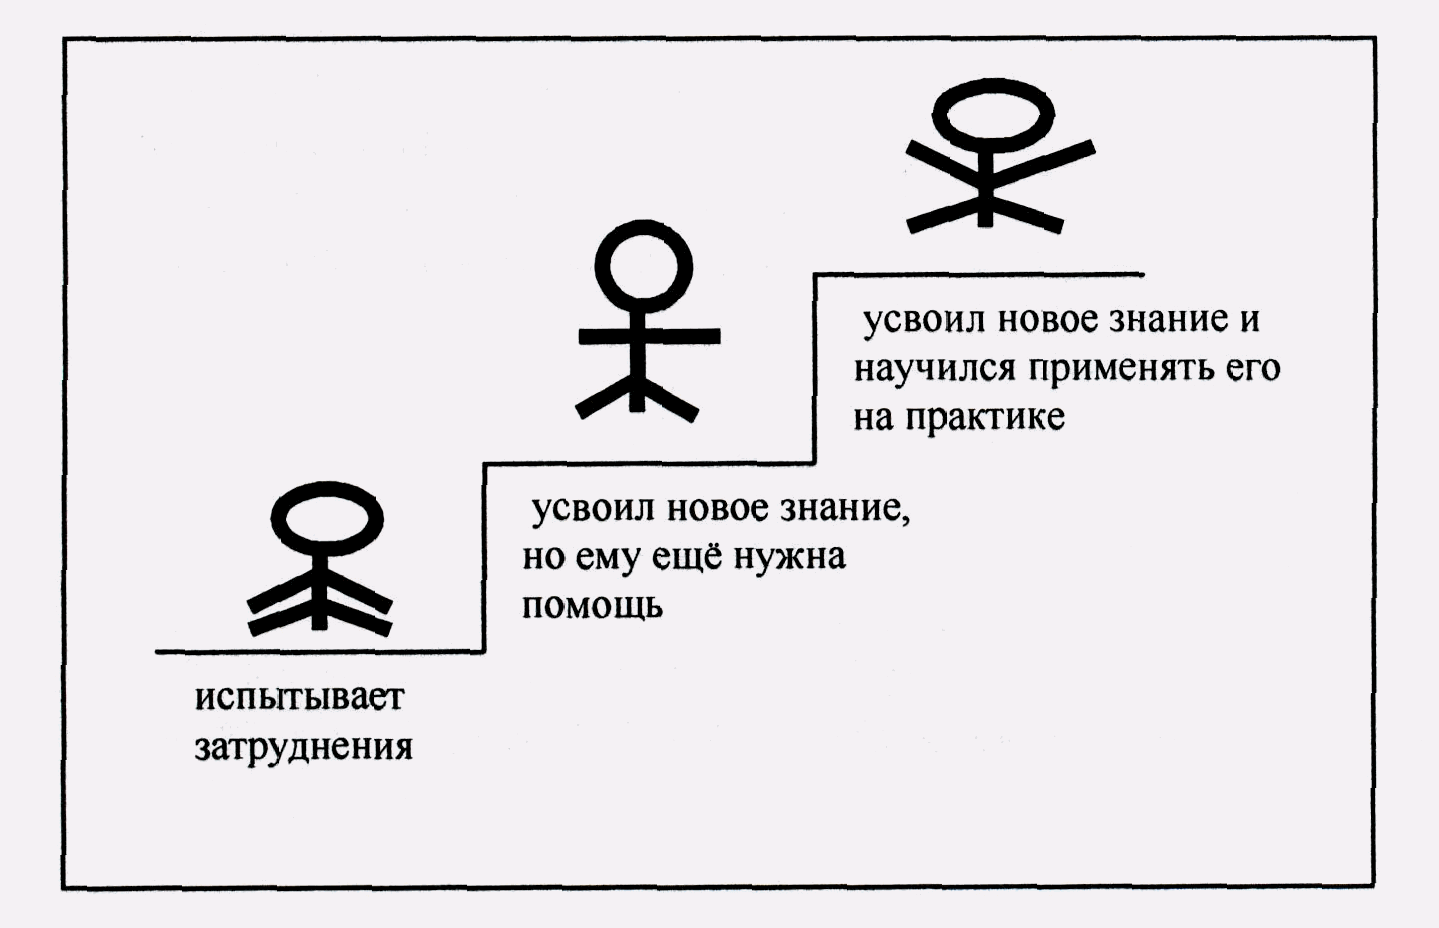 усвоил новое знание и
научился применять его
на практике
усвоил новое знание,
но ему ещё нужна
помощь
испытывает
затруднения